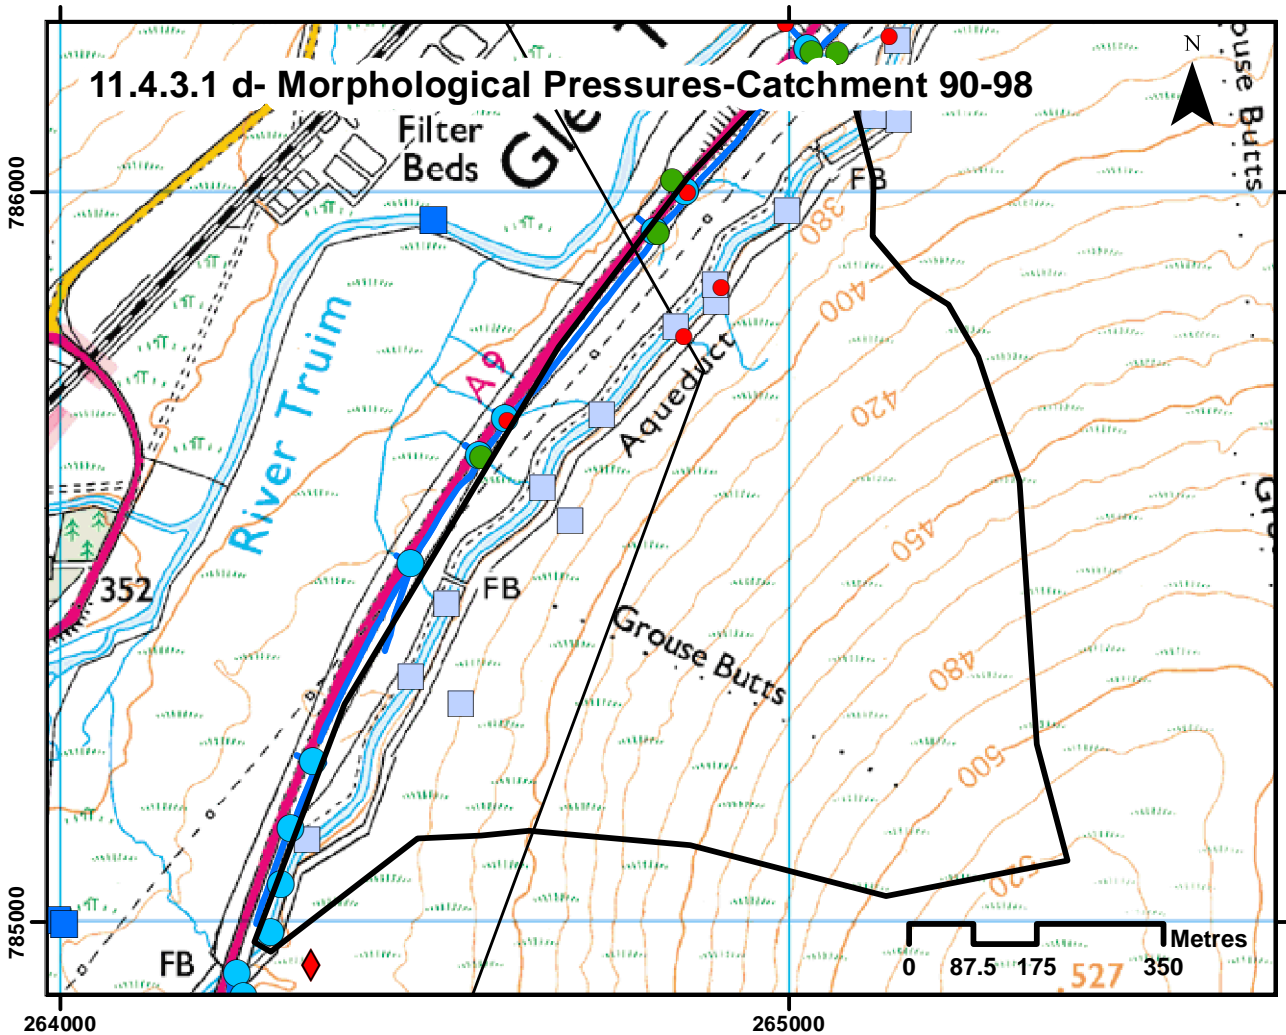 N
11.4.3.1 d- Morphological Pressures-Catchment 90-98
Filter
Beds
Gle
ouse Butts
FB
786000
380
400
River Truim
A9
Aqueduct
420
450
352
FB
Grouse Butts
480
500
520
785000
FB
Metres
0 87.5 175 350
527
264000
265000